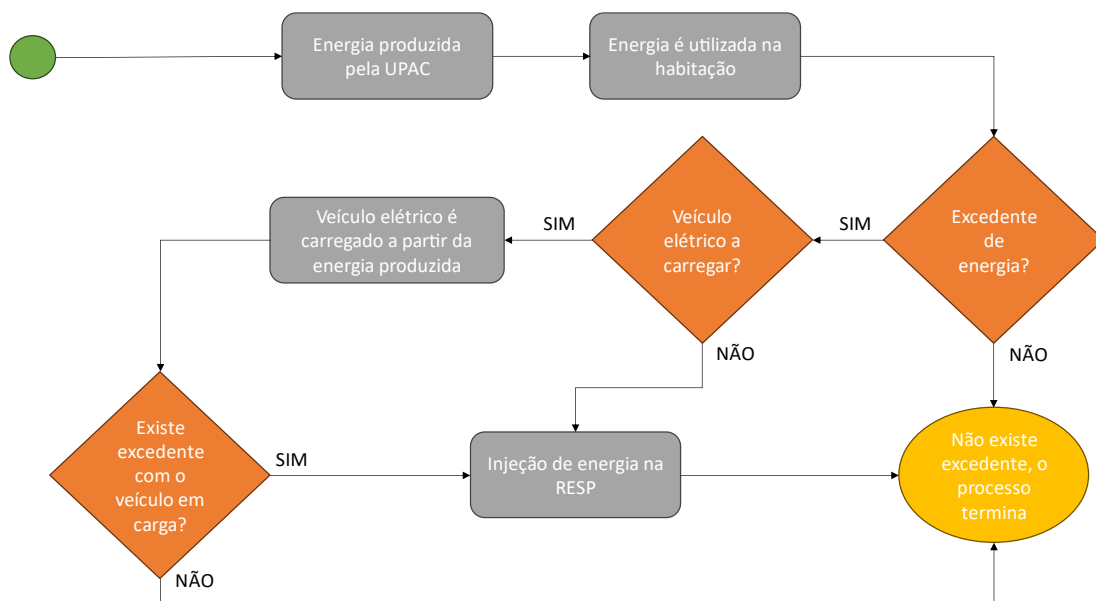 Energia produzida
pela UPAC
Energia é utilizada na
habitação
Excedente
de
energia?
SIM
NÃO
Veículo
elétrico a
carregar?
SIM
NÃO
Veículo elétrico é
carregado a partir da
energia produzida
Existe
excedente
com o
veículo em
carga?
SIM
NÃO
Injeção de energia na
RESP
Não existe
excedente, o
processo
termina